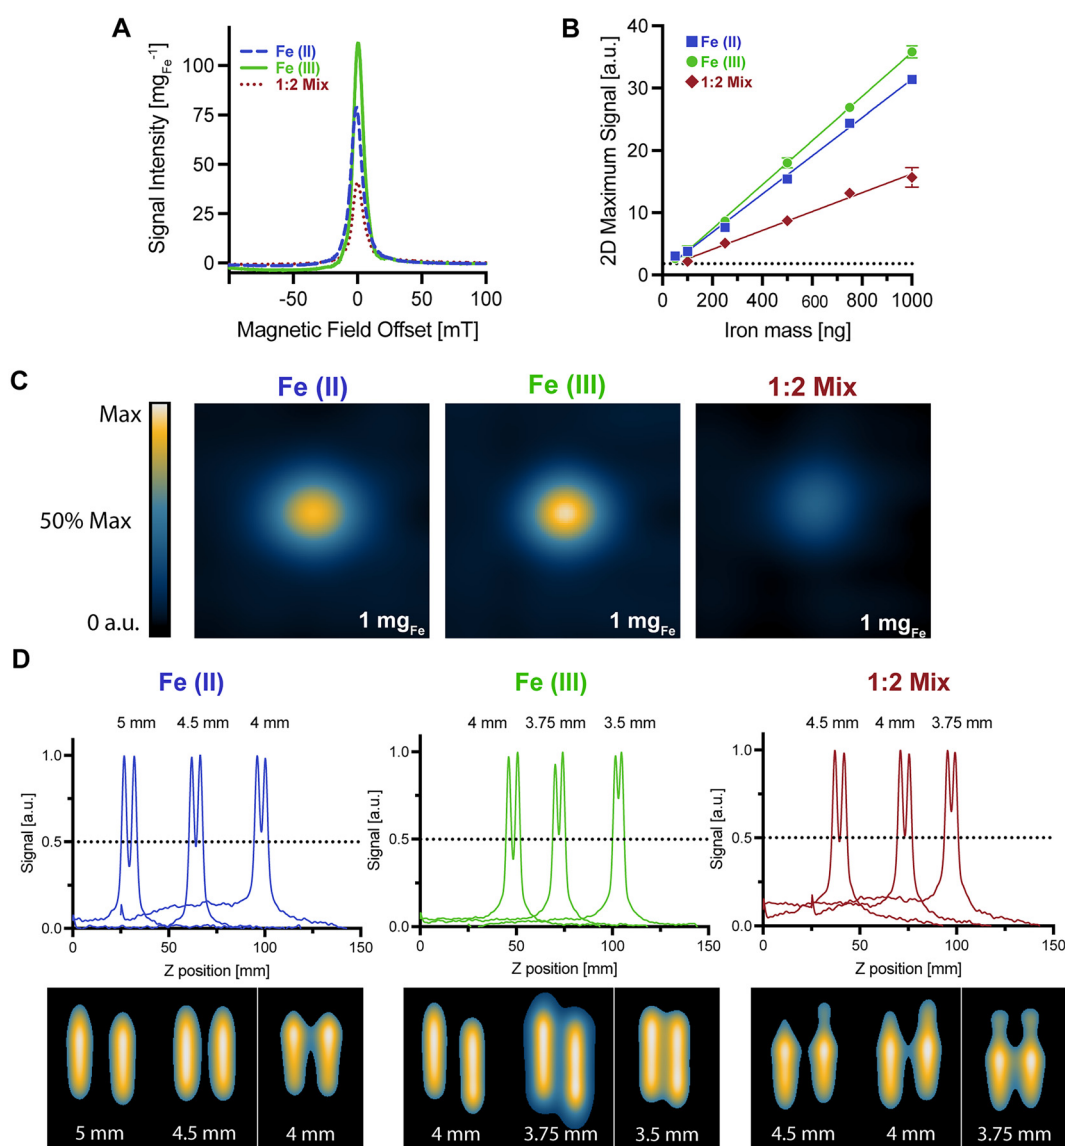 A
Fe (II)
Fe (III)
1:2 Mix
Signal Intensity [mgFe-1]
100
75
50
25
0
-50
0
50
100
Magnetic Field Offset [mT]
B
Fe (II)
Fe (III)
1:2 Mix
2D Maximum Signal [a.u.]
40
30
20
10
0
0
200
400
600
800
1000
Iron mass [ng]
C
Fe (II)
Fe (III)
1:2 Mix
Max
50% Max
0 a.u.
1 mgFe
1 mgFe
1 mgFe
D
Fe (II)
5 mm
4.5 mm
4 mm
Signal [a.u.]
1.0
0.5
0.0
0
50
100
150
Z position [mm]
5 mm
4.5 mm
4 mm
Fe (III)
4 mm
3.75 mm
3.5 mm
Signal [a.u.]
1.0
0.5
0.0
0
50
100
150
Z position [mm]
4 mm
3.75 mm
3.5 mm
1:2 Mix
4.5 mm
4 mm
3.75 mm
Signal [a.u.]
1.0
0.5
0.0
0
50
100
150
Z position [mm]
4.5 mm
4 mm
3.75 mm